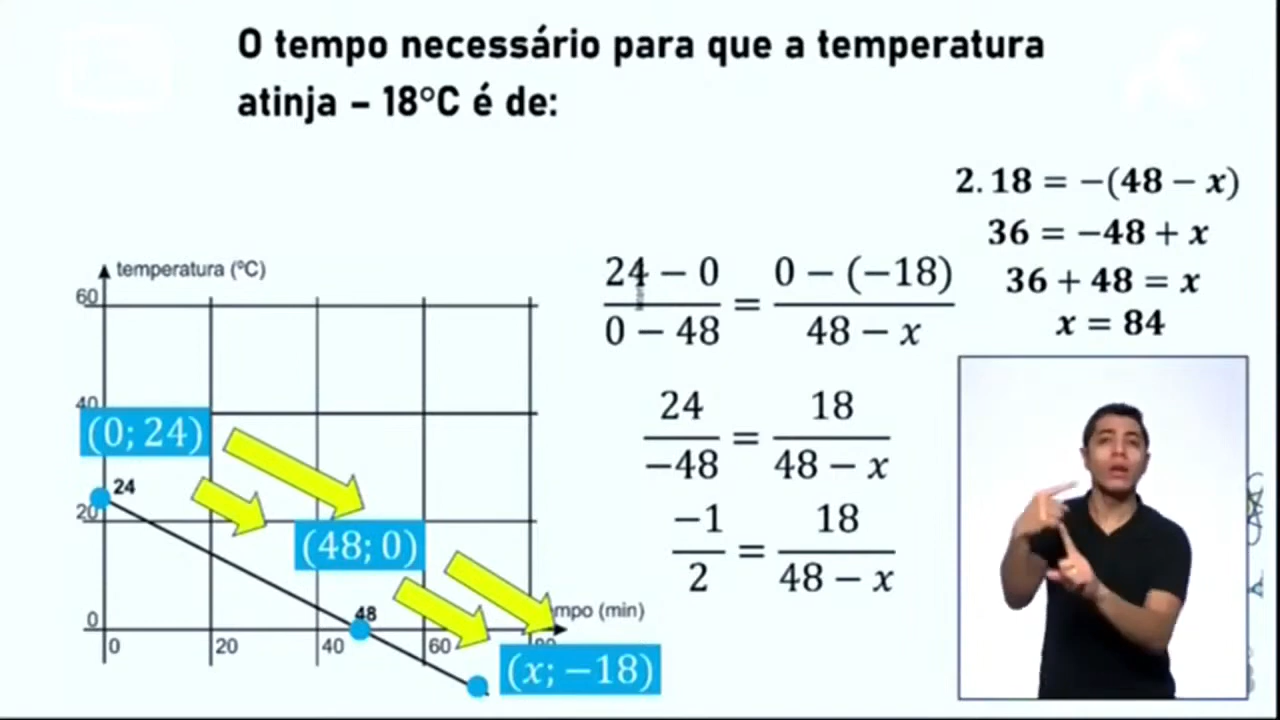 O tempo necessário para que a temperatura
atinja – 18°C é de:
2. 18 = −(48 − x)
36 = −48 + x
36 + 48 = x
x = 84
24 − 0 / 0 − 48 = 0 − (−18) / 48 − x
24 / −48 = 18 / 48 − x
−1 / 2 = 18 / 48 − x
temperatura (ºC)
60
40
(0; 24)
24
20
(48; 0)
48
mpo (min)
0
0 20 40 60
(x; −18)